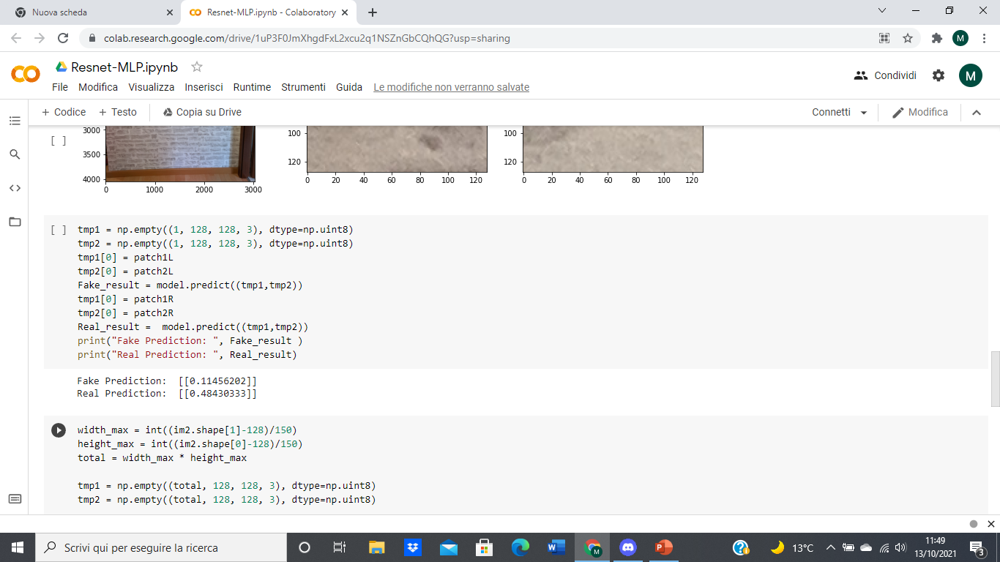 Nuova scheda
Resnet-MLP.ipynb - Colaboratory
colab.research.google.com/drive/1uP3F0JmXhgdFxL2xcu2q1NSZnGbCQhQG?usp=sharing
M
Resnet-MLP.ipynb
Condividi
M
File Modifica Visualizza Inserisci Runtime Strumenti Guida Le modifiche non verranno salvate
+ Codice + Testo Copia su Drive Connetti Modifica
[ ]
3000
3500
4000
0 1000 2000 3000
100
120
0 20 40 60 80 100 120
100
120
0 20 40 60 80 100 120
[ ] tmp1 = np.empty((1, 128, 128, 3), dtype=np.uint8)
tmp2 = np.empty((1, 128, 128, 3), dtype=np.uint8)
tmp1[0] = patch1L
tmp2[0] = patch2L
Fake_result = model.predict((tmp1,tmp2))
tmp1[0] = patch1R
tmp2[0] = patch2R
Real_result =  model.predict((tmp1,tmp2))
print("Fake Prediction: ", Fake_result )
print("Real Prediction: ", Real_result)
Fake Prediction:  [[0.11456202]]
Real Prediction:  [[0.48430333]]
width_max = int((im2.shape[1]-128)/150)
height_max = int((im2.shape[0]-128)/150)
total = width_max * height_max
tmp1 = np.empty((total, 128, 128, 3), dtype=np.uint8)
tmp2 = np.empty((total, 128, 128, 3), dtype=np.uint8)
Scrivi qui per eseguire la ricerca
13°C
11:49
13/10/2021
3